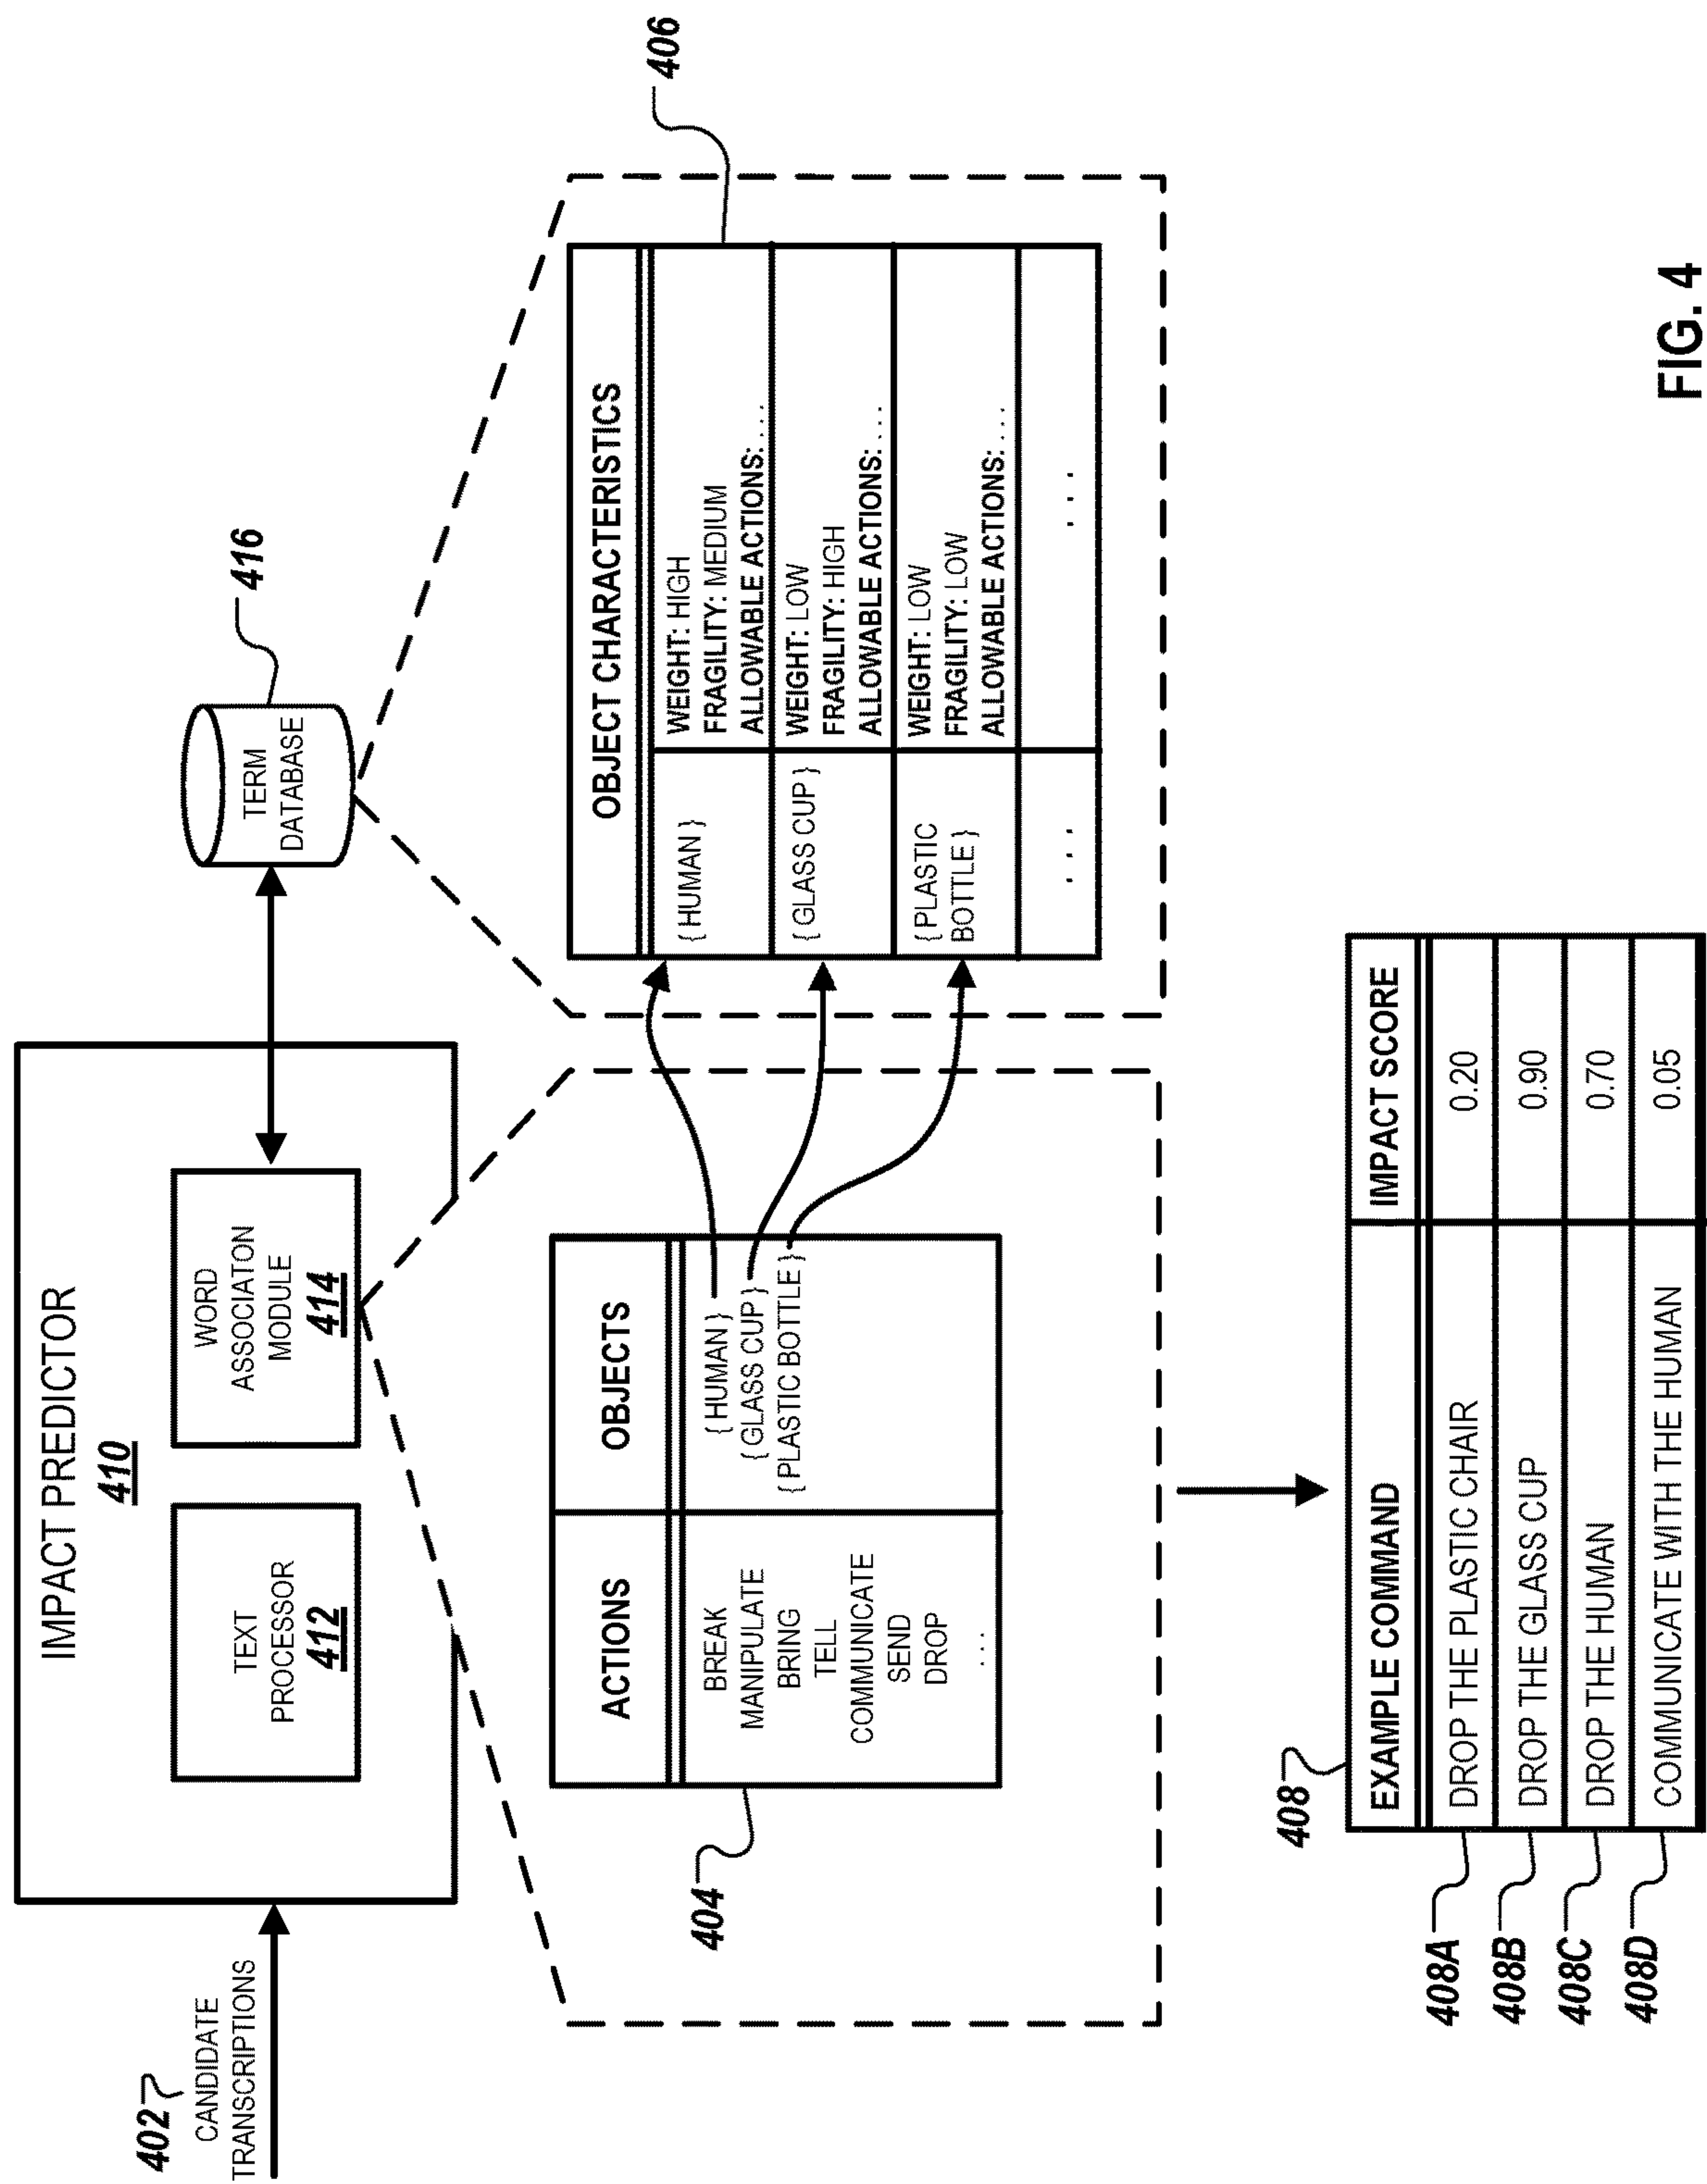 402
CANDIDATE
TRANSCRIPTIONS
IMPACT PREDICTOR
410
TEXT
PROCESSOR
412
WORD
ASSOCIATON
MODULE
414
TERM
DATABASE
416
404
ACTIONS
OBJECTS
BREAK
MANIPULATE
BRING
TELL
COMMUNICATE
SEND
DROP
...
{ HUMAN }
{ GLASS CUP }
{ PLASTIC BOTTLE }
406
OBJECT CHARACTERISTICS
{ HUMAN }
WEIGHT: HIGH
FRAGILITY: MEDIUM
ALLOWABLE ACTIONS: ...
{ GLASS CUP }
WEIGHT: LOW
FRAGILITY: HIGH
ALLOWABLE ACTIONS: ...
{ PLASTIC
BOTTLE }
WEIGHT: LOW
FRAGILITY: LOW
ALLOWABLE ACTIONS: ...
... ...
408
EXAMPLE COMMAND IMPACT SCORE
408A DROP THE PLASTIC CHAIR 0.20
408B DROP THE GLASS CUP 0.90
408C DROP THE HUMAN 0.70
408D COMMUNICATE WITH THE HUMAN 0.05
FIG. 4